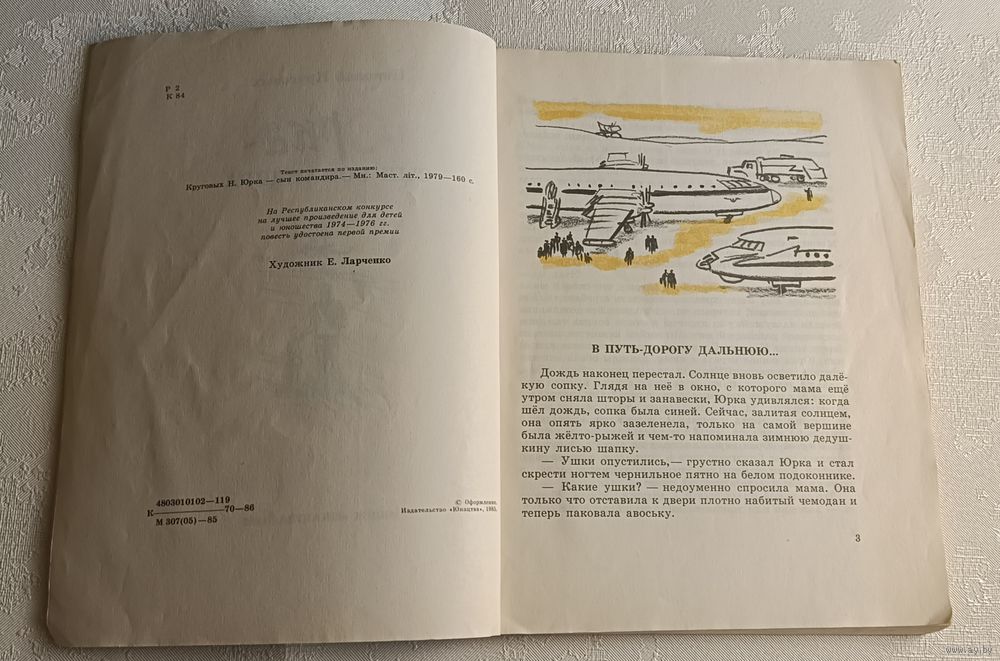 Р 2
К 84
Текст печатается по изданию:
Круговых Н. Юрка — сын командира.— Мн.: Маст. літ., 1979—160 с.
На Республиканском конкурсе
на лучшее произведение для детей
и юношества 1974—1976 гг.
повесть удостоена первой премии
Художник Е. Ларченко
4803010102—119
К————————70—86
М 307(05)—85
© Оформление.
Издательство «Юнацтва», 1985.
В ПУТЬ-ДОРОГУ ДАЛЬНЮЮ...
Дождь наконец перестал. Солнце вновь осветило далё-
кую сопку. Глядя на неё в окно, с которого мама ещё
утром сняла шторы и занавески, Юрка удивлялся: когда
шёл дождь, сопка была синей. Сейчас, залитая солнцем,
она опять ярко зазеленела, только на самой вершине
была жёлто-рыжей и чем-то напоминала зимнюю дедуш-
кину лисью шапку.
— Ушки опустились,— грустно сказал Юрка и стал
скрести ногтем чернильное пятно на белом подоконнике.
— Какие ушки? — недоуменно спросила мама. Она
только что отставила к двери плотно набитый чемодан и
теперь паковала авоську.
3
www.ay.by